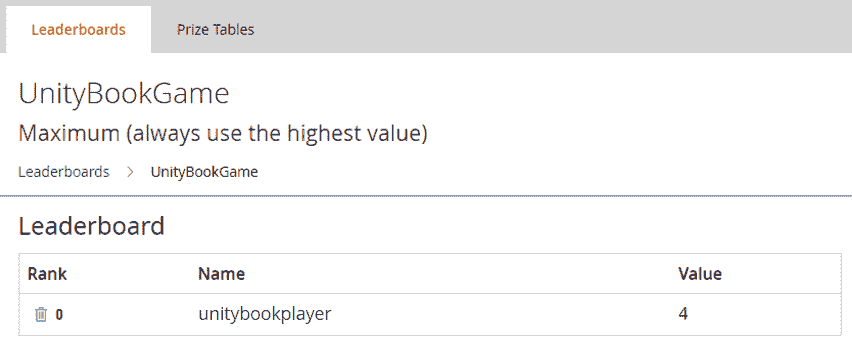 Leaderboards Prize Tables
UnityBookGame
Maximum (always use the highest value)
Leaderboards > UnityBookGame
Leaderboard
Rank Name Value
0 unitybookplayer 4